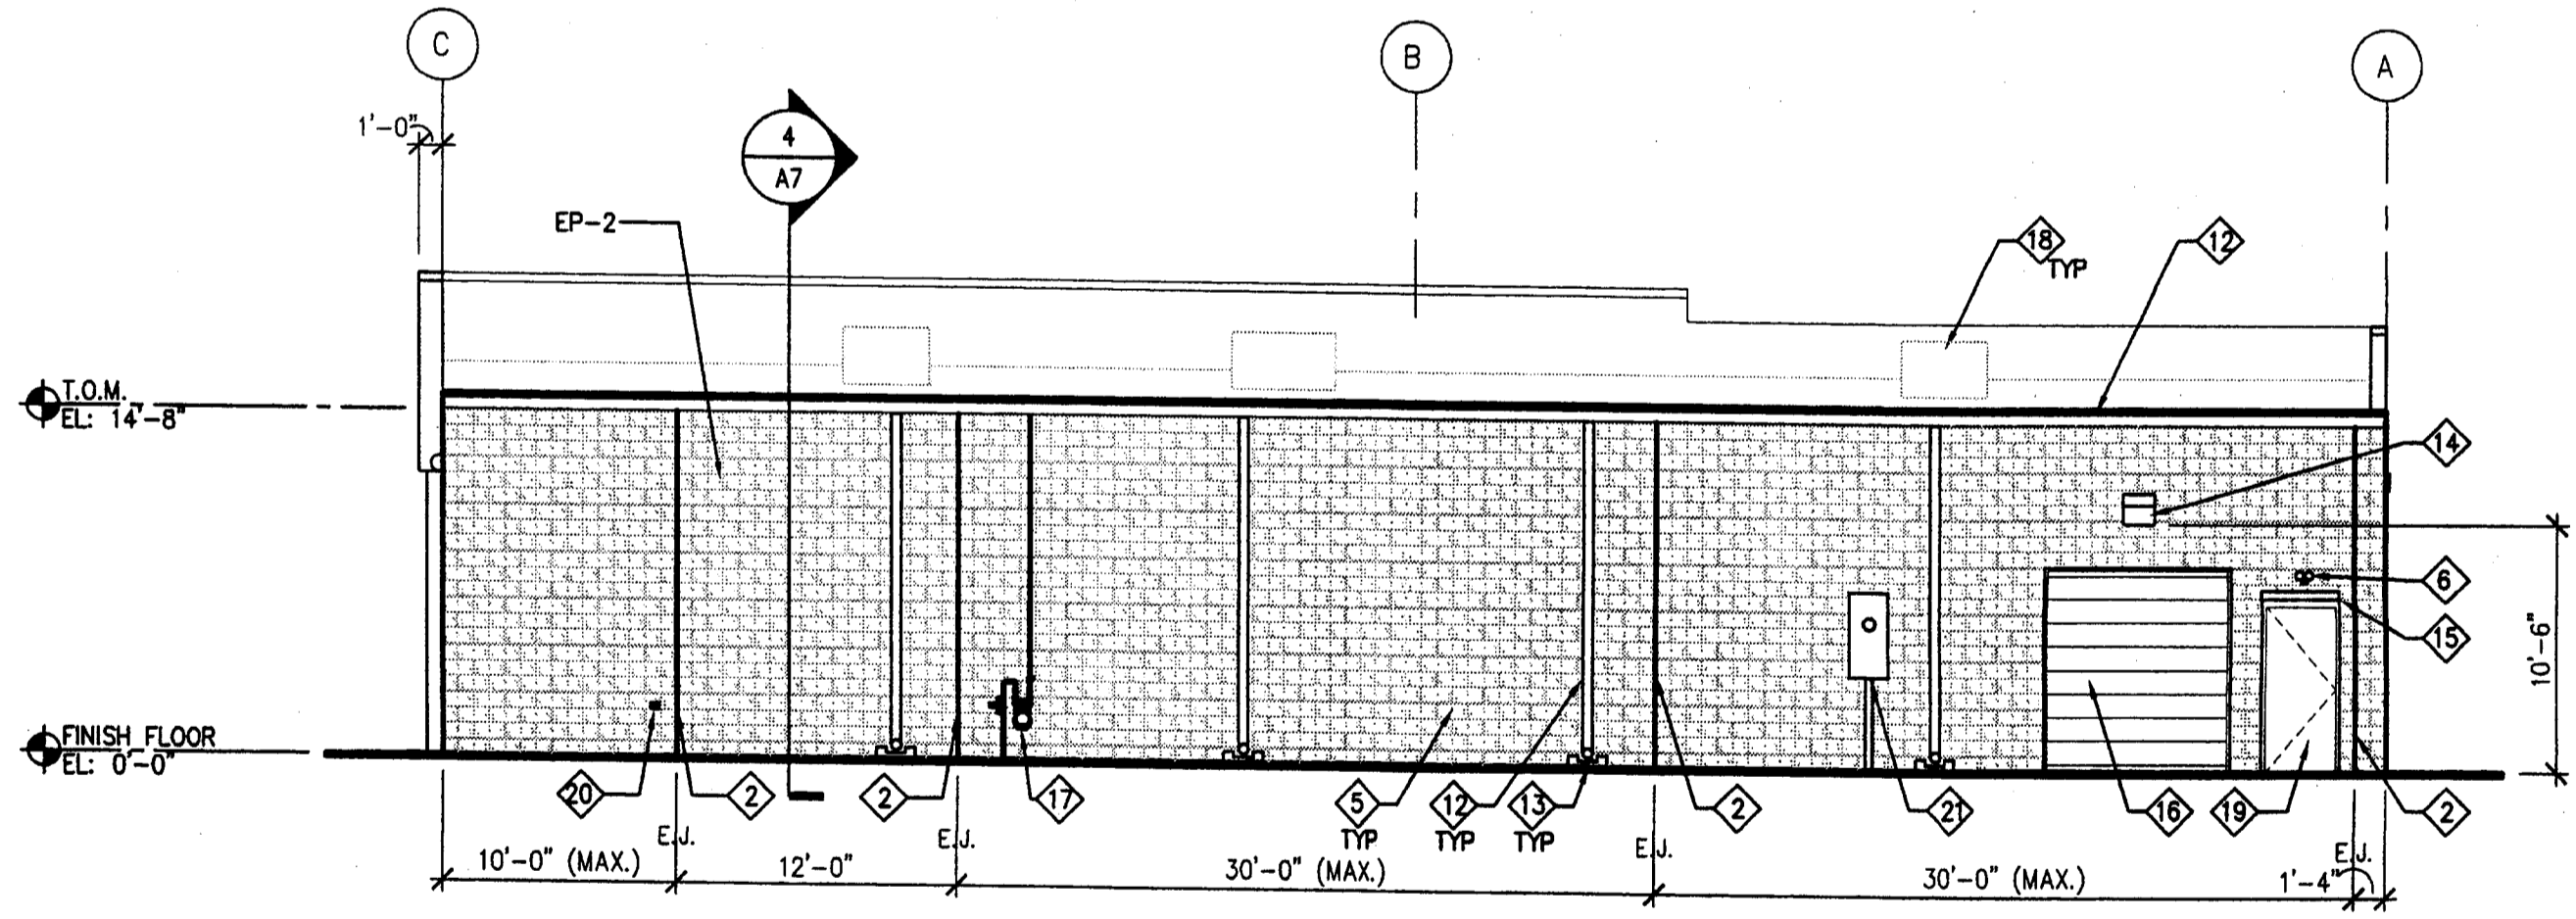 C
B
A
1'-0"
4
A7
EP-2
18
TYP
12
T.O.M.
EL: 14'-8"
14
6
15
10'-6"
FINISH FLOOR
EL: 0'-0"
20
2
2
17
5
TYP
12
TYP
13
TYP
2
21
16
19
2
E.J.
E.J.
E.J.
E.J.
10'-0" (MAX.)
12'-0"
30'-0" (MAX.)
30'-0" (MAX.)
1'-4"